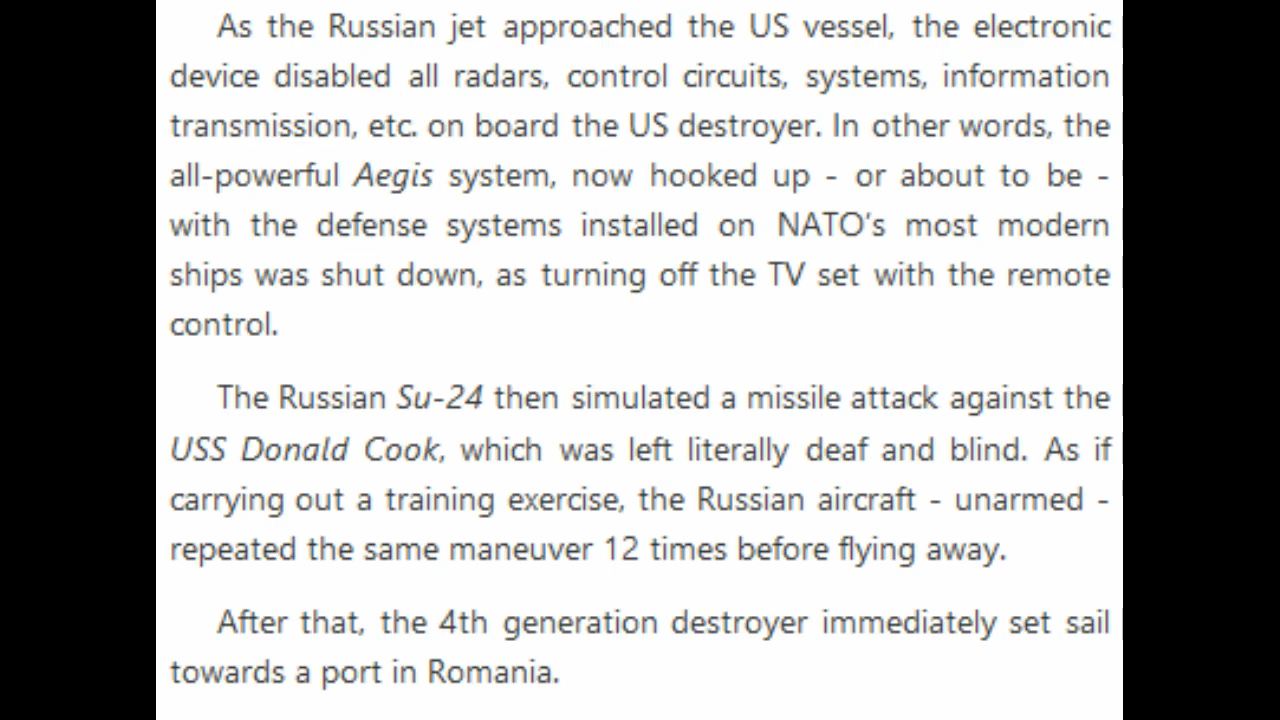 As the Russian jet approached the US vessel, the electronic
device disabled all radars, control circuits, systems, information
transmission, etc. on board the US destroyer. In other words, the
all-powerful Aegis system, now hooked up - or about to be -
with the defense systems installed on NATO's most modern
ships was shut down, as turning off the TV set with the remote
control.
The Russian Su-24 then simulated a missile attack against the
USS Donald Cook, which was left literally deaf and blind. As if
carrying out a training exercise, the Russian aircraft - unarmed -
repeated the same maneuver 12 times before flying away.
After that, the 4th generation destroyer immediately set sail
towards a port in Romania.